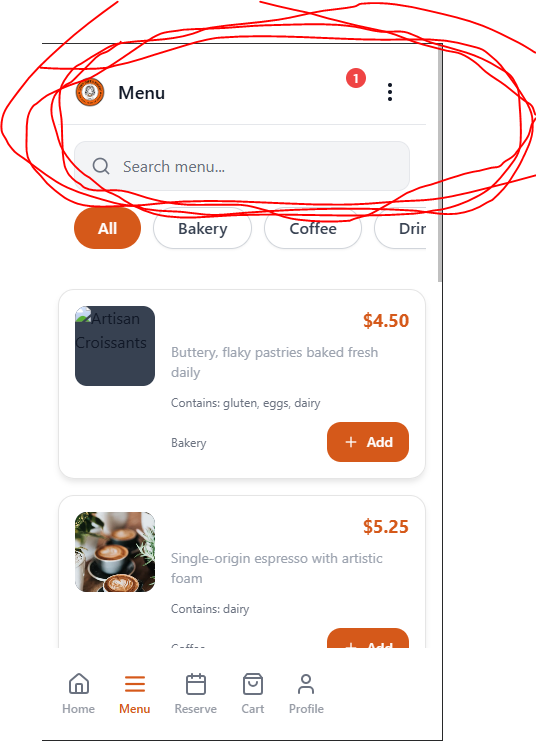 Menu
1
Search menu...
All Bakery Coffee Drin
Artisan
Croissants
$4.50
Buttery, flaky pastries baked fresh
daily
Contains: gluten, eggs, dairy
Bakery
+ Add
$5.25
Single-origin espresso with artistic
foam
Contains: dairy
Coffee
+ Add
Home Menu Reserve Cart Profile